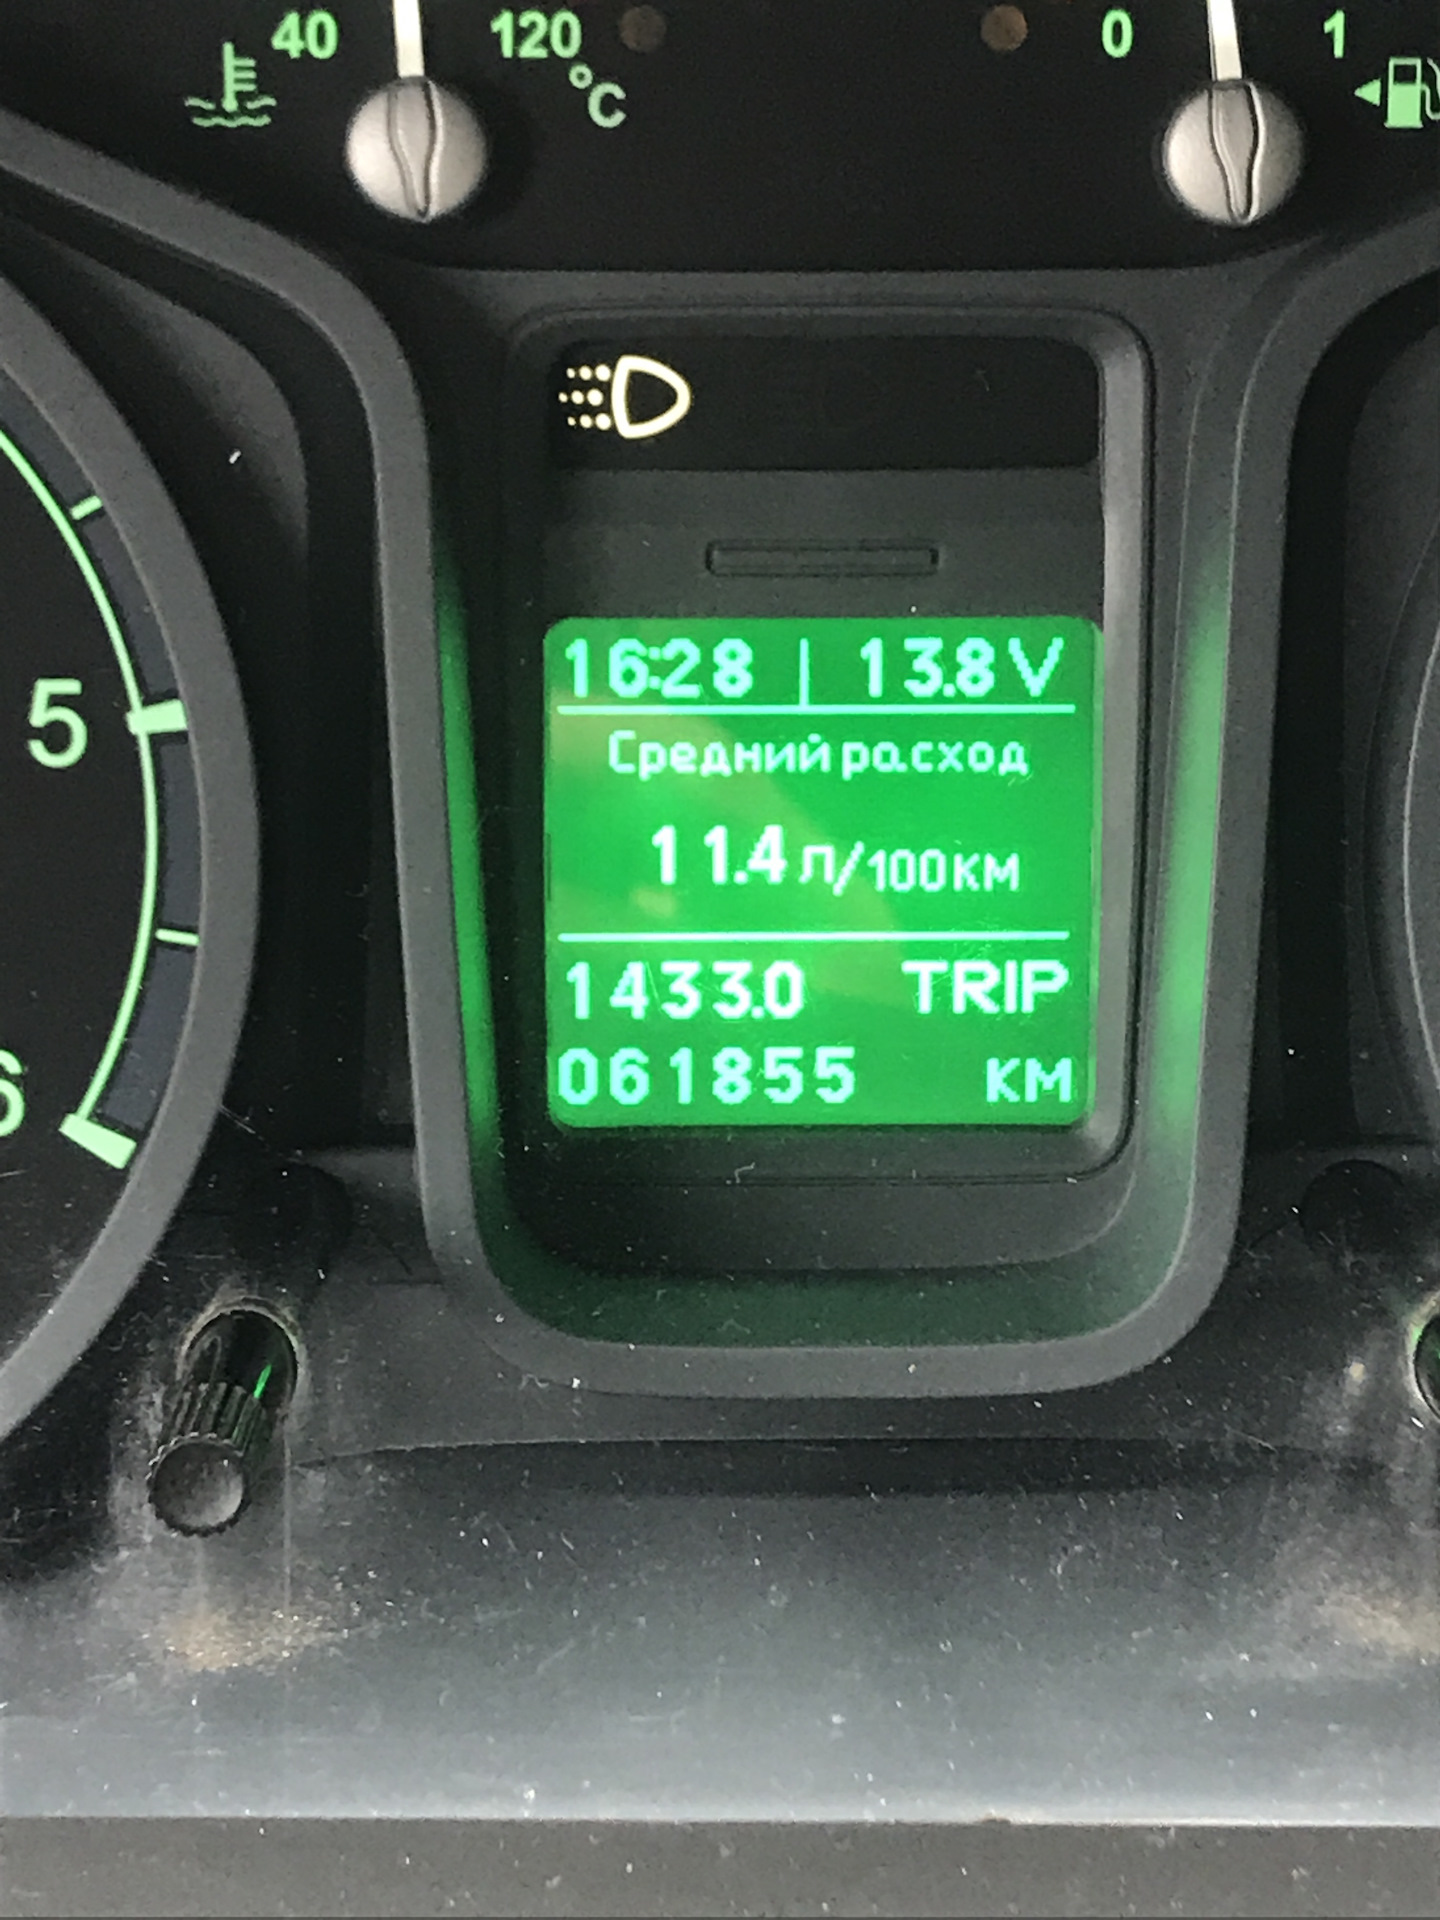 40 120 °C 0 1
16:28 | 13.8 V
Средний расход
11.4 л/100км
1433.0 TRIP
061855 км
5
6